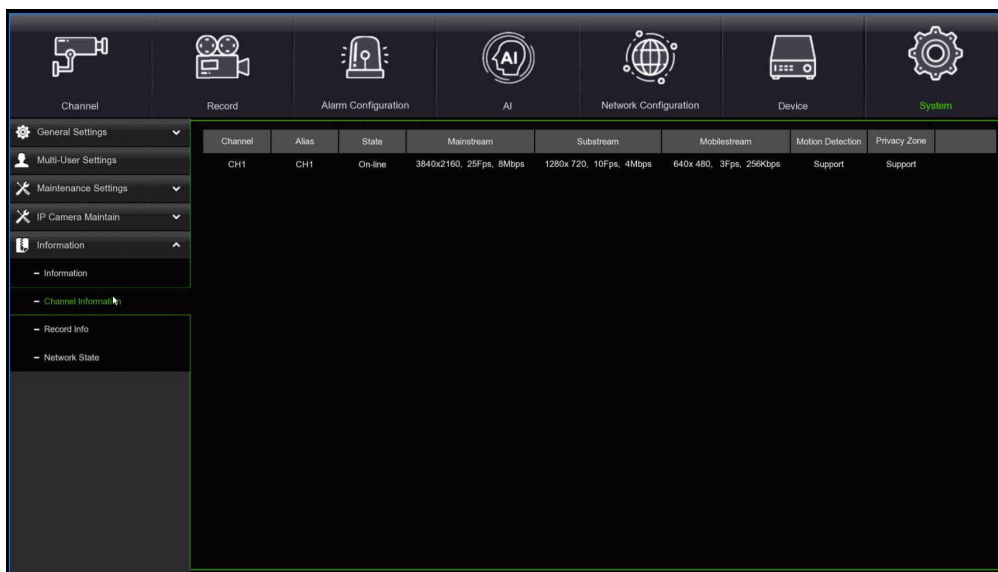 Channel Record Alarm Configuration AI Network Configuration Device System
General Settings
Multi-User Settings
Maintenance Settings
IP Camera Maintain
Information
Information
Channel Information
Record Info
Network State
Channel Alias State Mainstream Substream Mobilestream Motion Detection Privacy Zone
CH1 CH1 On-line 3840x2160, 25Fps, 8Mbps 1280x 720, 10Fps, 4Mbps 640x 480, 3Fps, 256Kbps Support Support